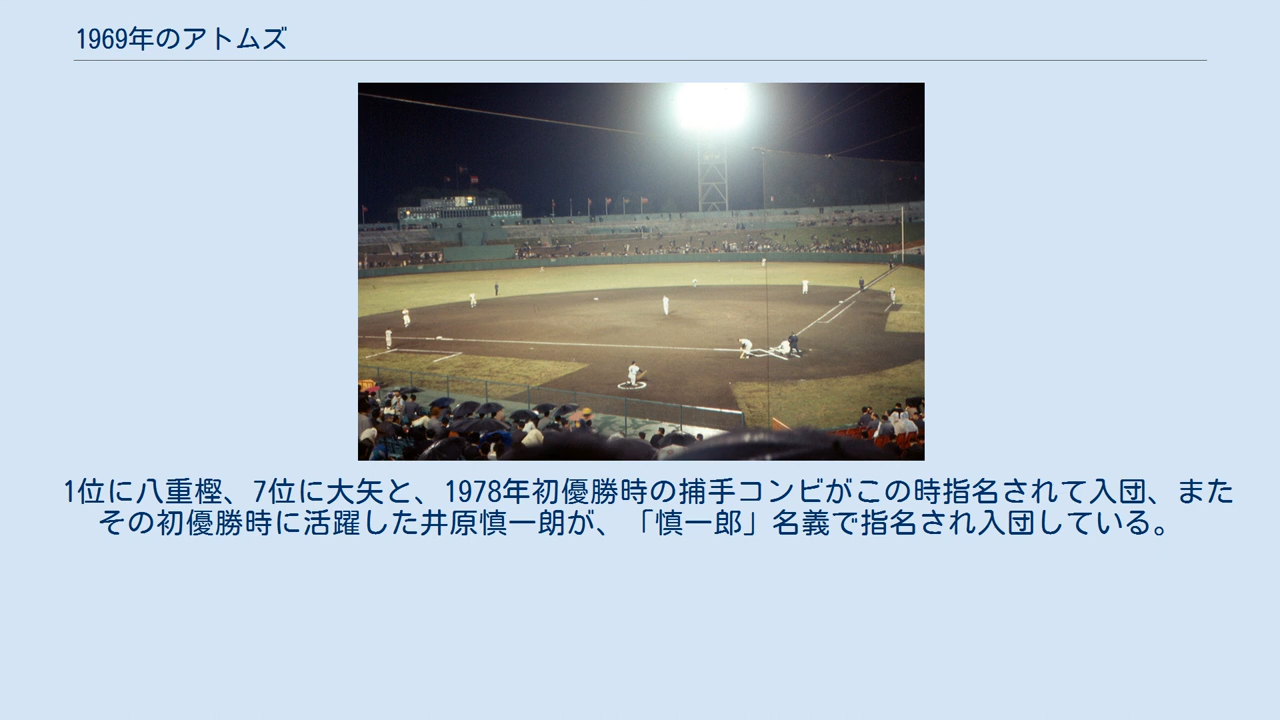 1969年のアトムズ
1位に八重樫、7位に大矢と、1978年初優勝時の捕手コンビがこの時指名されて入団、また
その初優勝時に活躍した井原慎一朗が、「慎一郎」名義で指名され入団している。